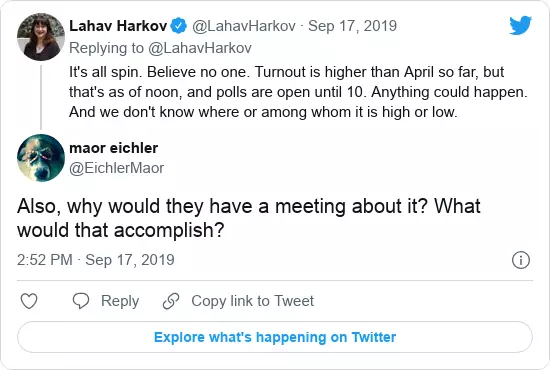 Lahav Harkov @LahavHarkov · Sep 17, 2019
Replying to @LahavHarkov
It's all spin. Believe no one. Turnout is higher than April so far, but
that's as of noon, and polls are open until 10. Anything could happen.
And we don't know where or among whom it is high or low.
maor eichler
@EichlerMaor
Also, why would they have a meeting about it? What
would that accomplish?
2:52 PM · Sep 17, 2019
Reply
Copy link to Tweet
Explore what's happening on Twitter